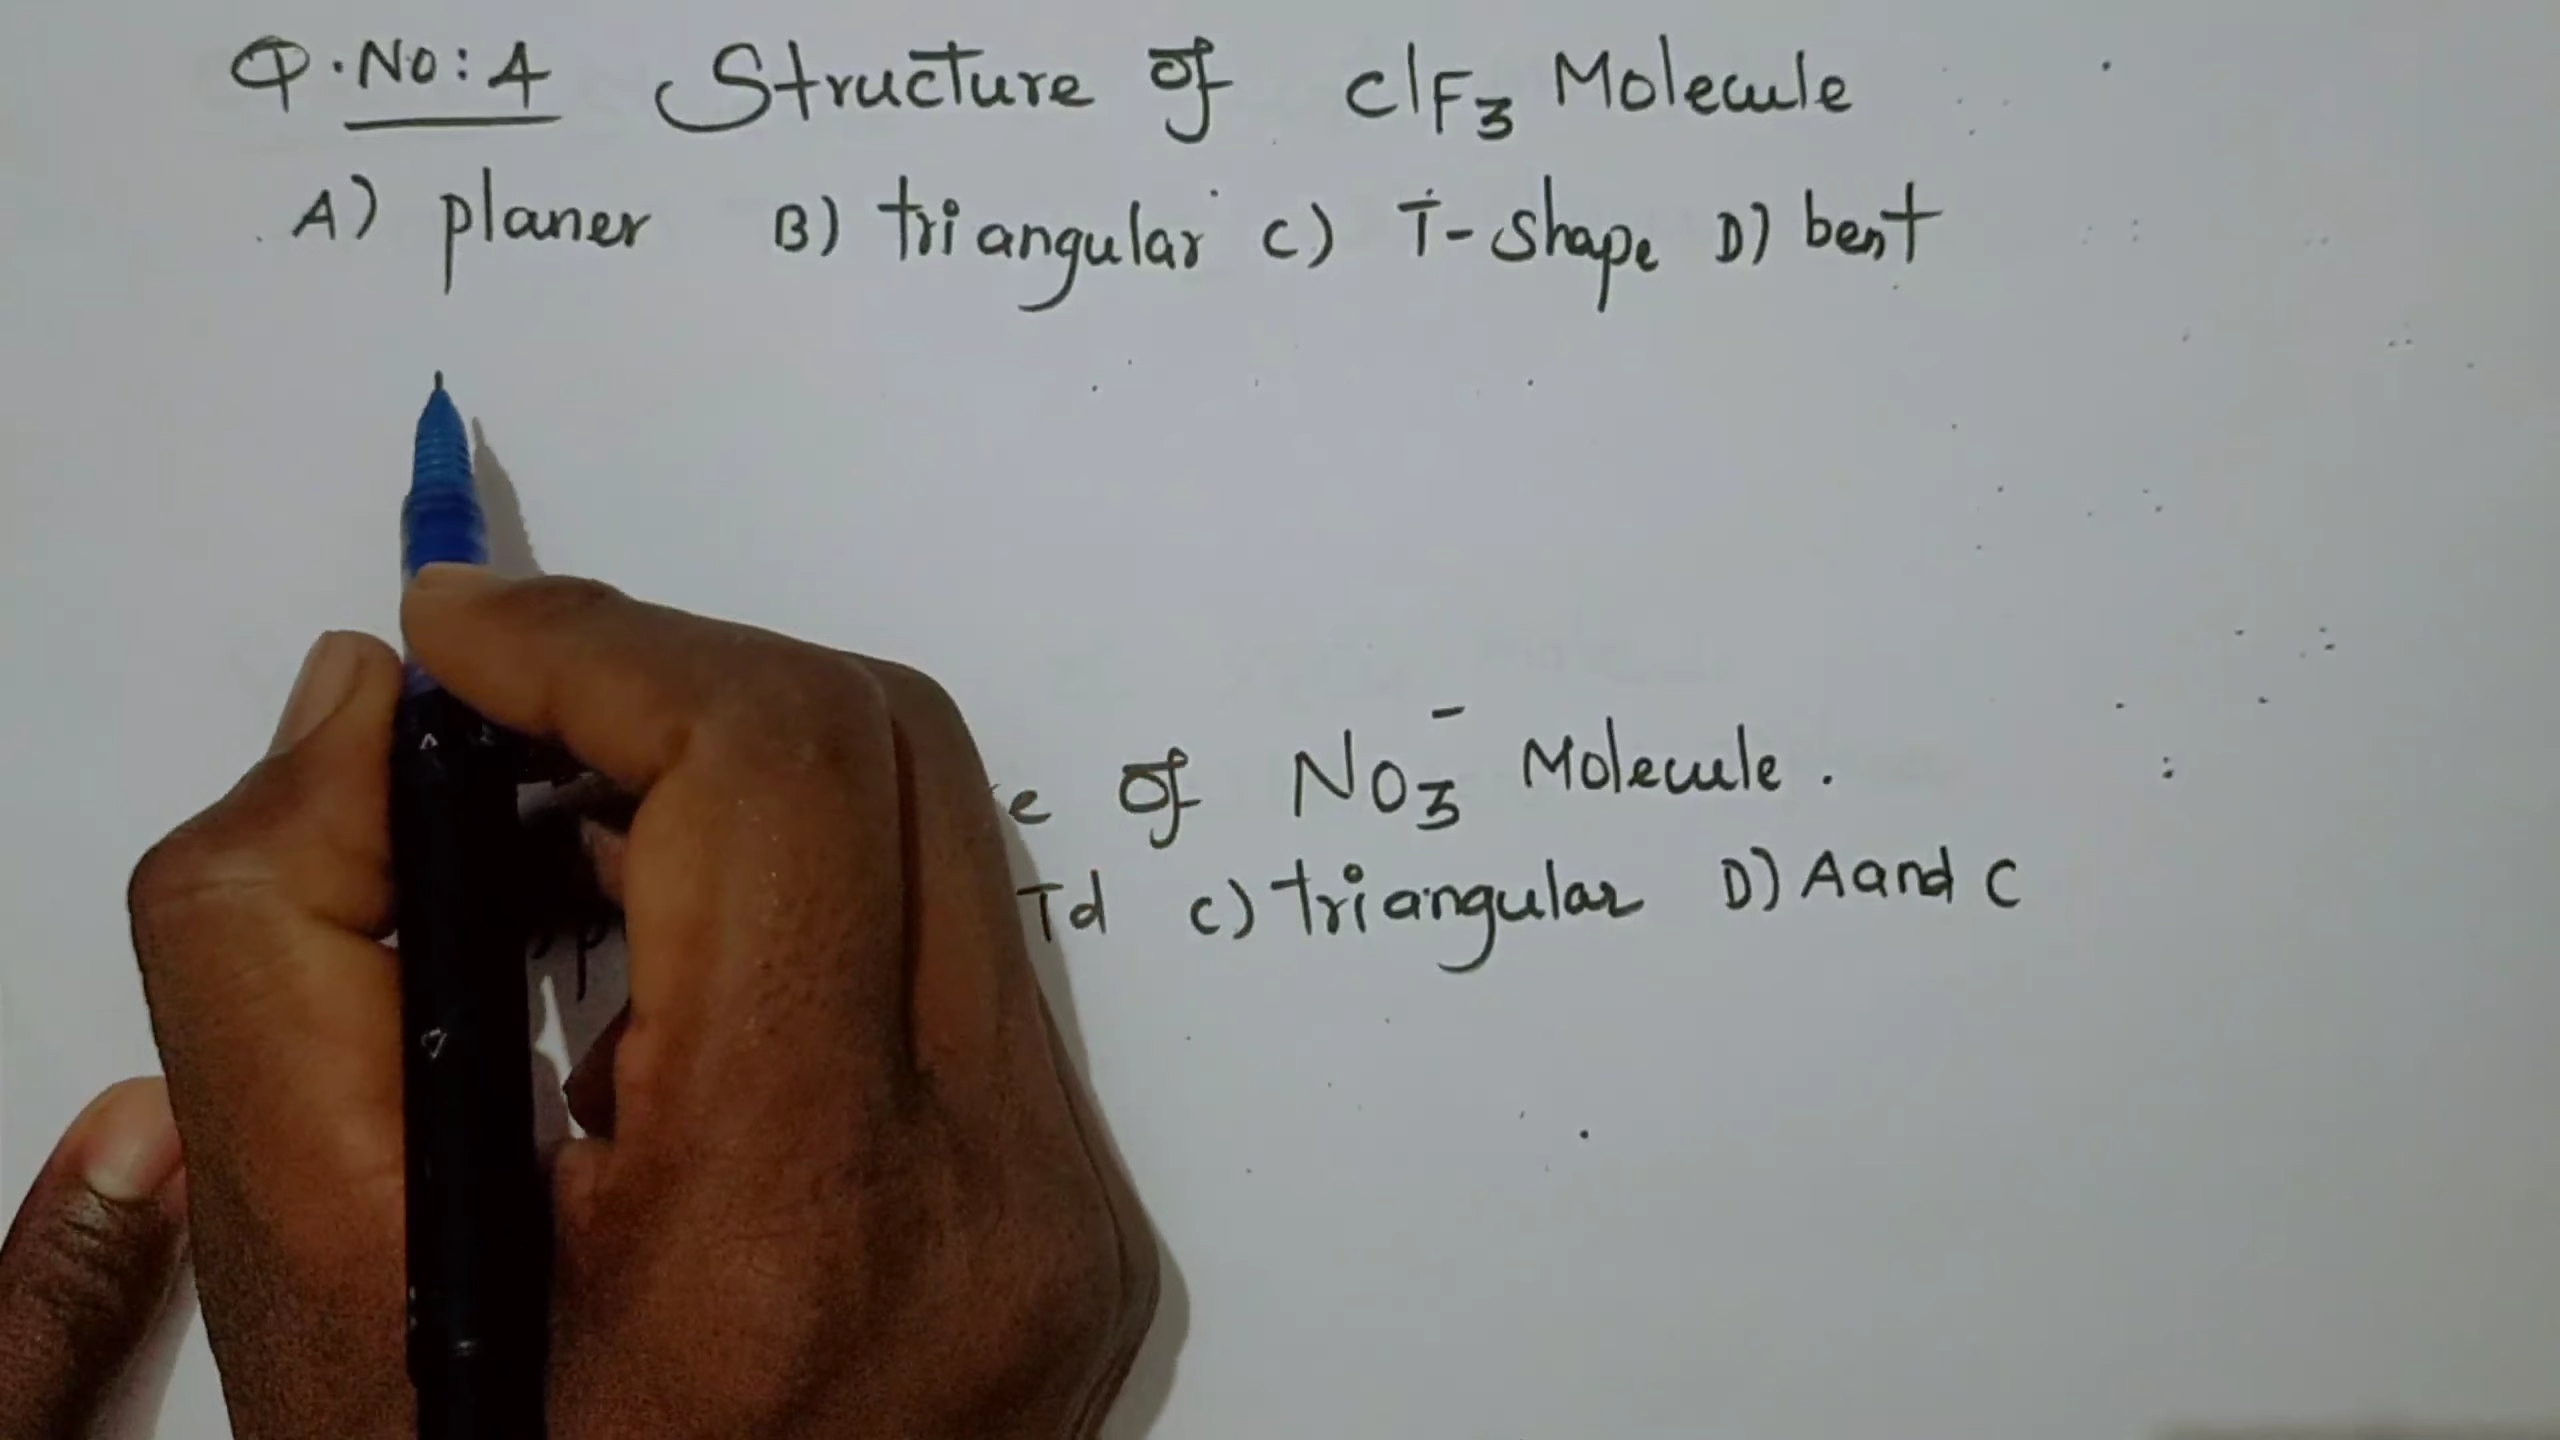 Q.No:4 Structure of ClF3 Molecule
A) planer B) triangular C) T-shape D) bent
of NO3- Molecule.
Td C) triangular D) A and C